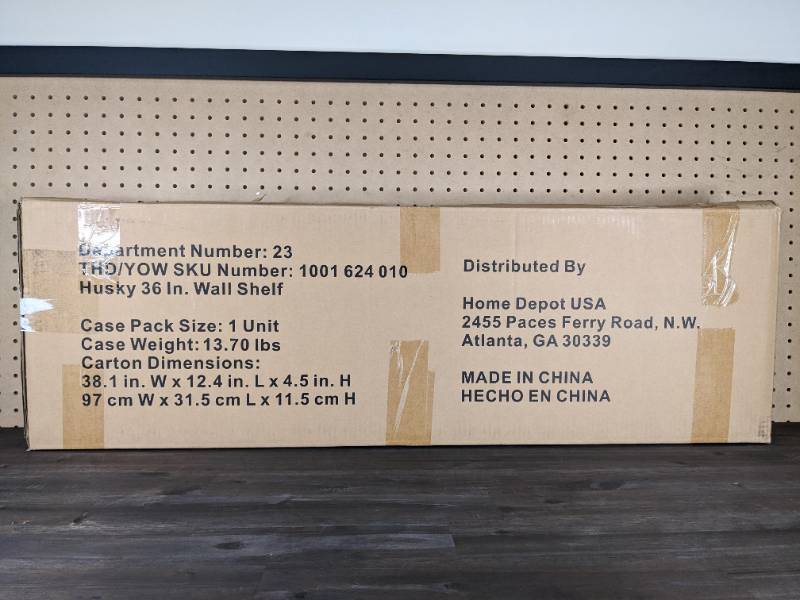 Department Number: 23
THD/YOW SKU Number: 1001 624 010
Husky 36 In. Wall Shelf
Case Pack Size: 1 Unit
Case Weight: 13.70 lbs
Carton Dimensions:
38.1 in. W x 12.4 in. L x 4.5 in. H
97 cm W x 31.5 cm L x 11.5 cm H
Distributed By
Home Depot USA
2455 Paces Ferry Road, N.W.
Atlanta, GA 30339
MADE IN CHINA
HECHO EN CHINA